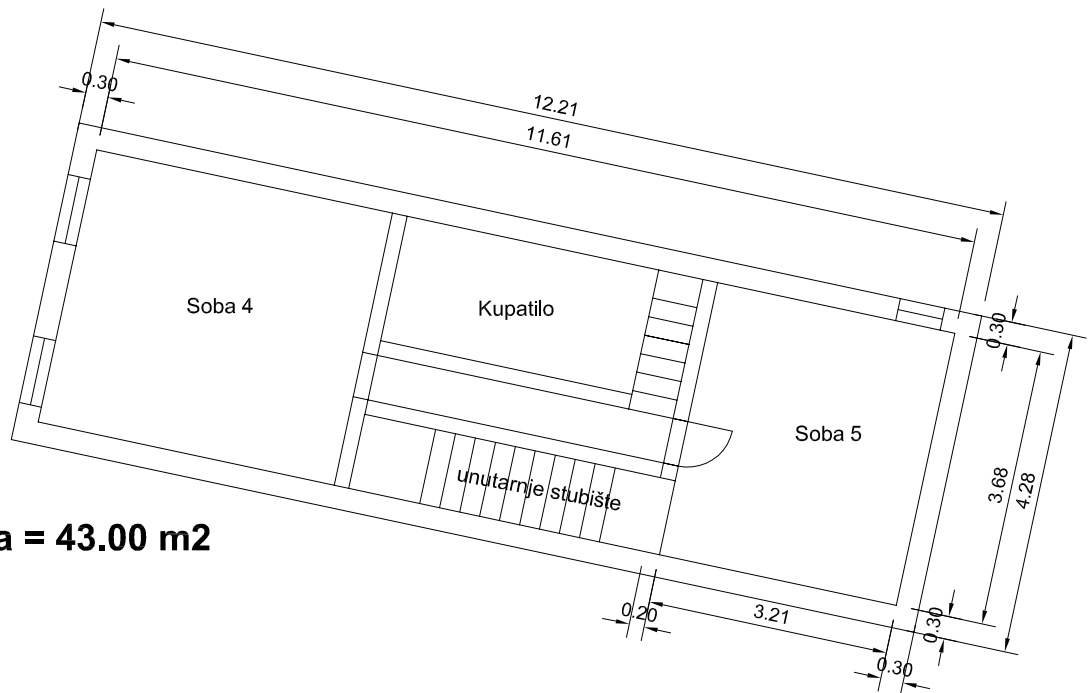 12.21
11.61
0.30
Soba 4
Kupatilo
Soba 5
unutarnje stubište
0.30
3.68
4.28
0.30
0.20
3.21
0.30
a = 43.00 m2